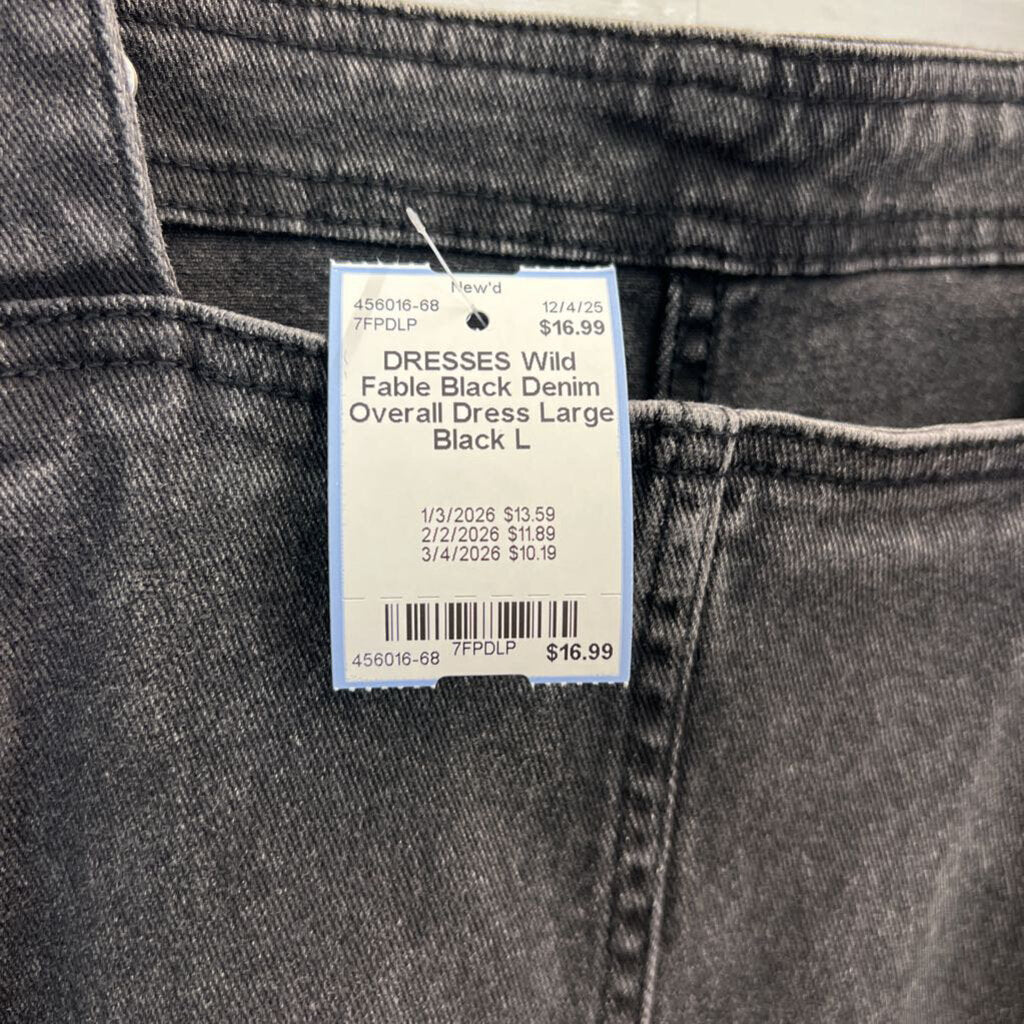 New'd
456016-68 12/4/25
7FPDLP $16.99
DRESSES Wild
Fable Black Denim
Overall Dress Large
Black L
1/3/2026 $13.59
2/2/2026 $11.89
3/4/2026 $10.19
456016-68 7FPDLP $16.99